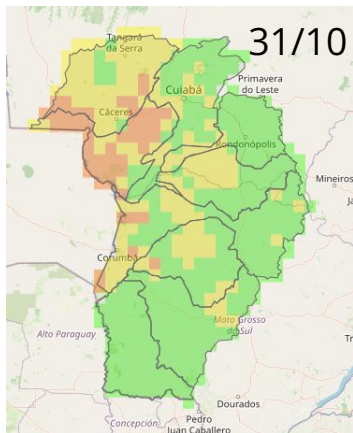 31/10
Tangará
da Serra
Primavera
do Leste
Cuiabá
Cáceres
Rondonópolis
Mineiros
Corumbá
Alto Paraguay
Mato Grosso
do Sul
Dourados
Concepción
Pedro
Juan Caballero